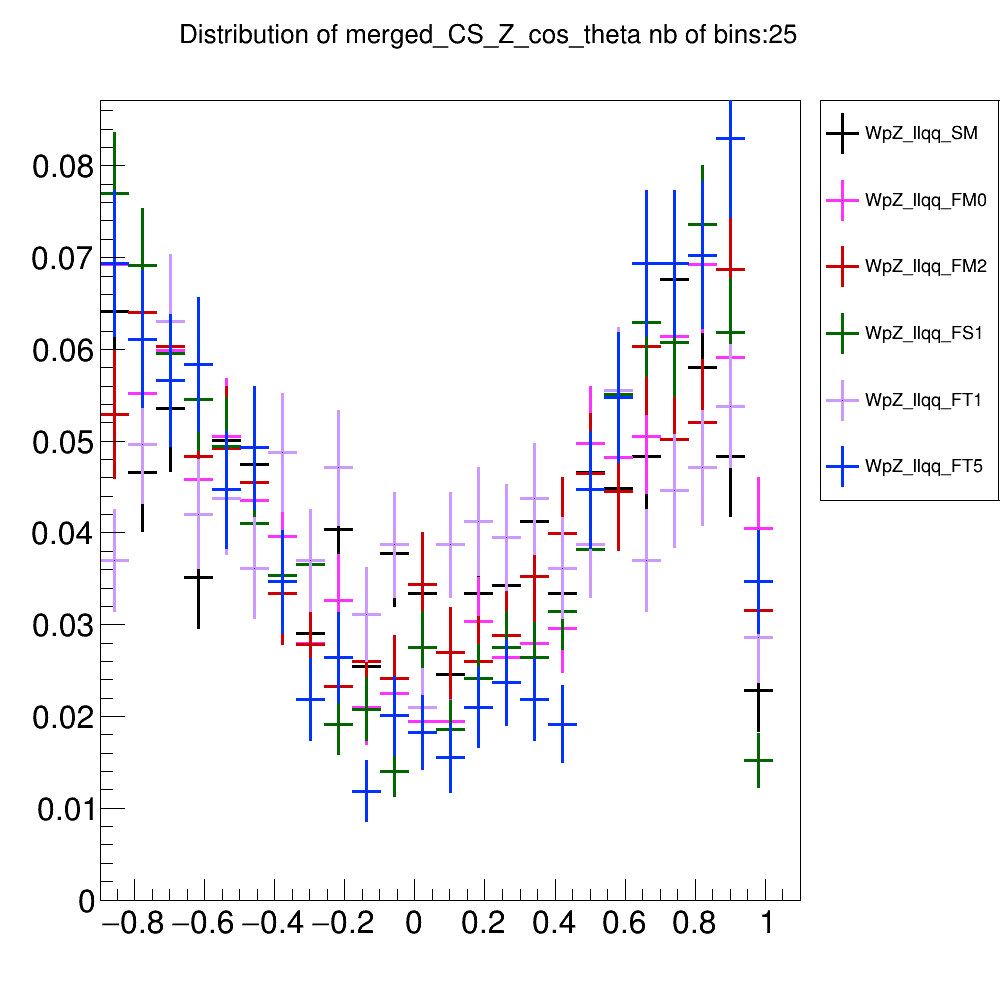 Distribution of merged_CS_Z_cos_theta nb of bins:25
0.08
0.07
0.06
0.05
0.04
0.03
0.02
0.01
0
−0.8 −0.6 −0.4 −0.2 0 0.2 0.4 0.6 0.8 1
WpZ_llqq_SM
WpZ_llqq_FM0
WpZ_llqq_FM2
WpZ_llqq_FS1
WpZ_llqq_FT1
WpZ_llqq_FT5